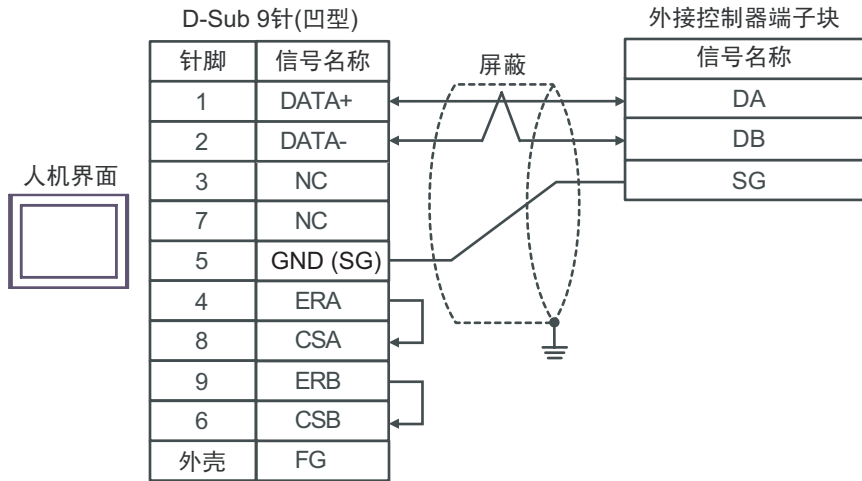 D-Sub 9针(凹型)
外接控制器端子块
针脚 信号名称
屏蔽
信号名称
1 DATA+
DA
2 DATA-
DB
人机界面
3 NC
SG
7 NC
5 GND (SG)
4 ERA
8 CSA
9 ERB
6 CSB
外壳 FG